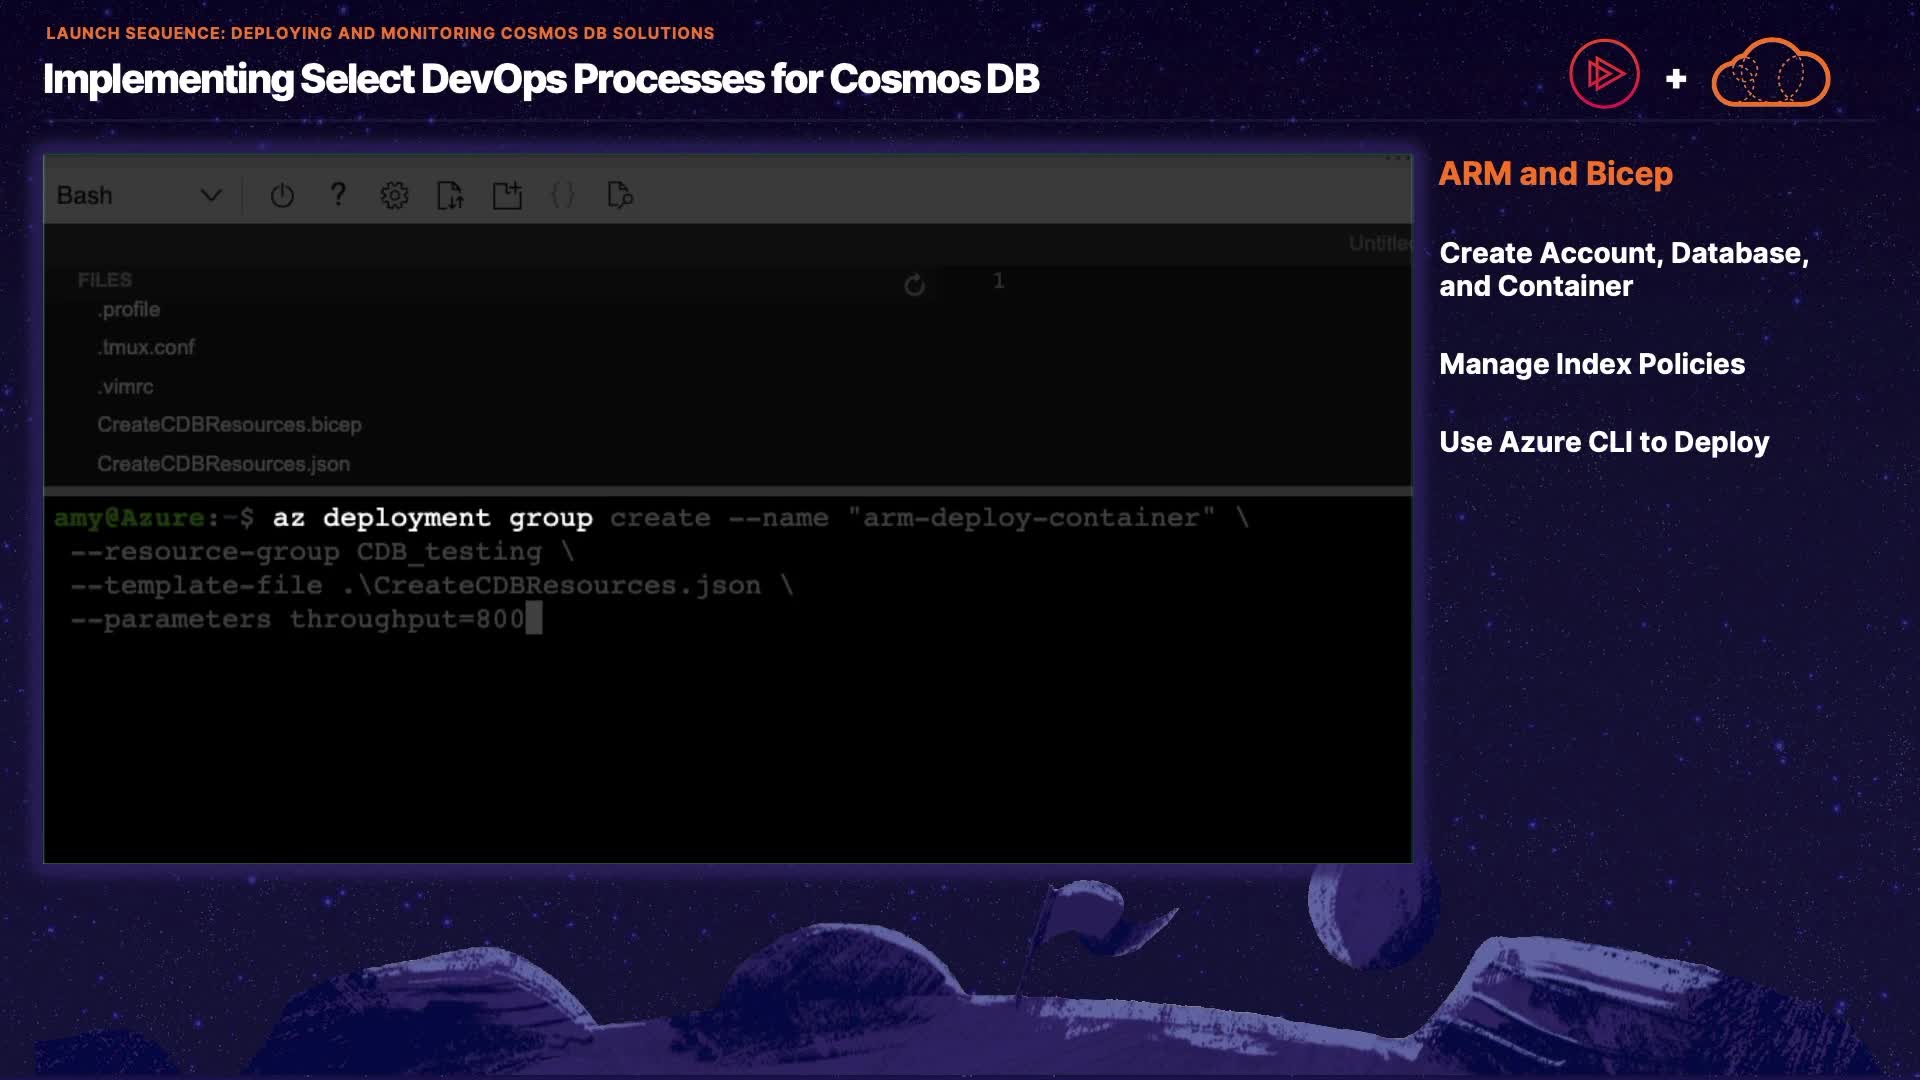 LAUNCH SEQUENCE: DEPLOYING AND MONITORING COSMOS DB SOLUTIONS
Implementing Select DevOps Processes for Cosmos DB
+
Bash
?
{}
Untitled
FILES
1
.profile
.tmux.conf
.vimrc
CreateCDBResources.bicep
CreateCDBResources.json
amy@Azure:~$ az deployment group create --name "arm-deploy-container" \
--resource-group CDB_testing \
--template-file .\CreateCDBResources.json \
--parameters throughput=800
ARM and Bicep
Create Account, Database,
and Container
Manage Index Policies
Use Azure CLI to Deploy